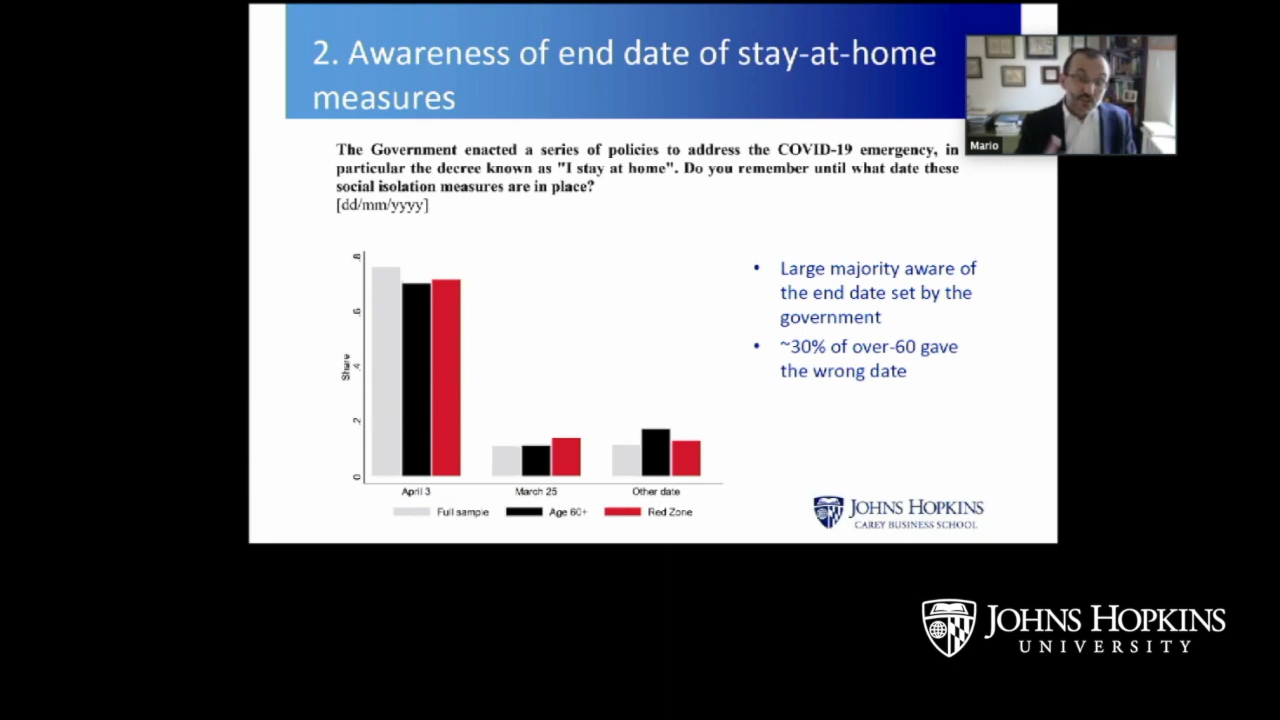 2. Awareness of end date of stay-at-home
measures
Mario
The Government enacted a series of policies to address the COVID-19 emergency, in
particular the decree known as "I stay at home". Do you remember until what date these
social isolation measures are in place?
[dd/mm/yyyy]
• Large majority aware of
the end date set by the
government
• ~30% of over-60 gave
the wrong date
Share
.8
.6
.4
.2
0
April 3
March 25
Other date
Full sample
Age 60+
Red Zone
JOHNS HOPKINS
CAREY BUSINESS SCHOOL
JOHNS HOPKINS
UNIVERSITY